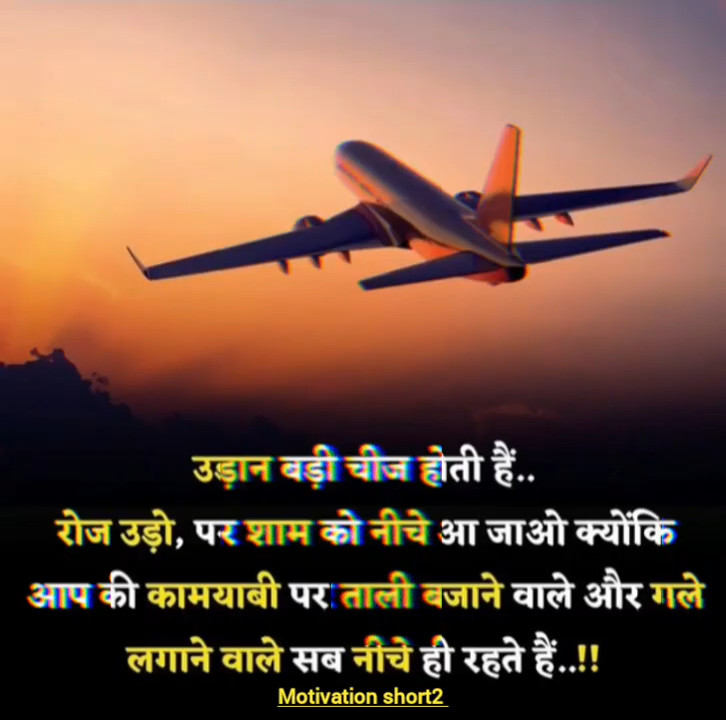 उड़ान बड़ी चीज होती हैं..
रोज उड़ो, पर शाम को नीचे आ जाओ क्योंकि
आप की कामयाबी पर ताली बजाने वाले और गले
लगाने वाले सब नीचे ही रहते हैं..!!
Motivation short2